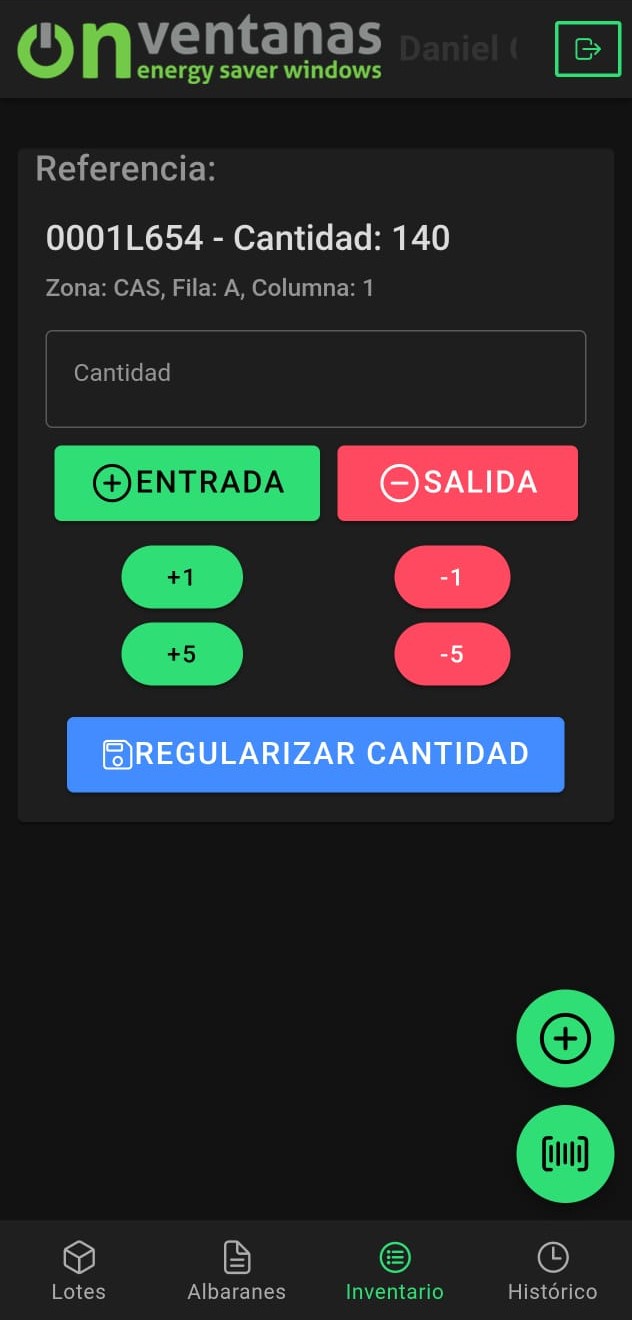 onventanas
energy saver windows
Daniel
Referencia:
0001L654 - Cantidad: 140
Zona: CAS, Fila: A, Columna: 1
Cantidad
ENTRADA
SALIDA
+1
-1
+5
-5
REGULARIZAR CANTIDAD
Lotes
Albaranes
Inventario
Histórico